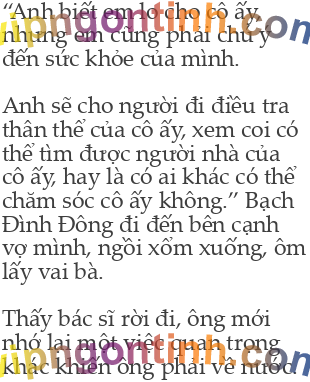 “Anh biết em lo cho cô ấy,
nhưng em cũng phải chú ý
đến sức khỏe của mình.
Anh sẽ cho người đi điều tra
thân thế của cô ấy, xem coi có
thể tìm được người nhà của
cô ấy, hay là có ai khác có thể
chăm sóc cô ấy không.” Bạch
Đình Đông đi đến bên cạnh
vợ mình, ngồi xổm xuống, ôm
lấy vai bà.
Thấy bác sĩ rời đi, ông mới
nhớ lại một việc quan trọng
khác khiến ông phải về nước